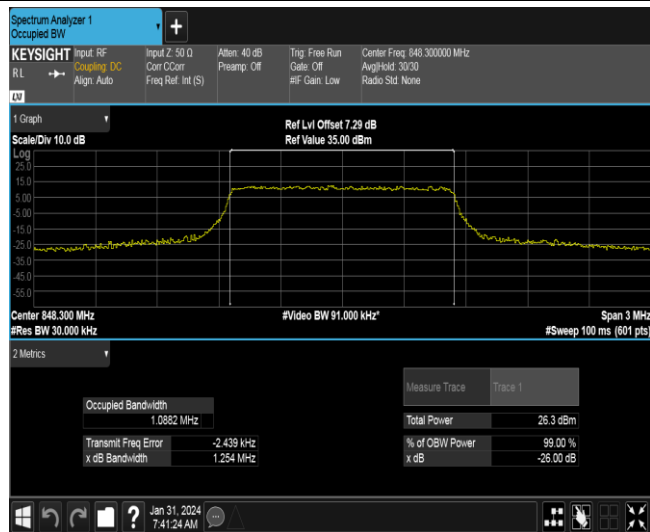 Spectrum Analyzer 1
Occupied BW
KEYSIGHT
RL
Input: RF
Coupling: DC
Align: Auto
Input Z: 50 Ω
Corr CCorr
Freq Ref: Int (S)
Atten: 40 dB
Preamp: Off
Trig: Free Run
Gate: Off
#IF Gain: Low
Center Freq: 848.300000 MHz
Avg|Hold: 30/30
Radio Std: None
1 Graph
Scale/Div 10.0 dB
Ref Lvl Offset 7.29 dB
Ref Value 35.00 dBm
Log
25.0
15.0
5.00
-5.00
-15.0
-25.0
-35.0
-45.0
-55.0
Center 848.300 MHz
#Res BW 30.000 kHz
#Video BW 91.000 kHz*
Span 3 MHz
#Sweep 100 ms (601 pts)
2 Metrics
Measure Trace
Trace 1
Occupied Bandwidth
1.0882 MHz
Total Power
26.3 dBm
Transmit Freq Error
-2.439 kHz
% of OBW Power
99.00 %
x dB Bandwidth
1.254 MHz
x dB
-26.00 dB
Jan 31, 2024
7:41:24 AM